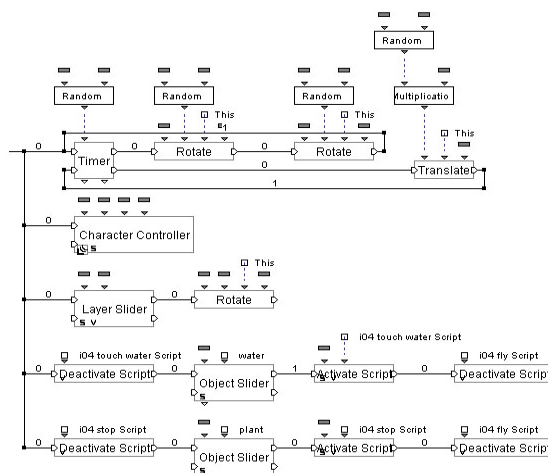 Random
Random Random Random Multiplicatio
This This 1
This
0 Timer 0 Rotate 0 Rotate
0 Translate
1
0
Character Controller
S
This
0 Layer Slider 0 Rotate
S V
i04 touch water Script water i04 touch water Script i04 fly Script
0 Deactivate Script 0 Object Slider 1 Activate Script 0 Deactivate Script
V S S V V
i04 stop Script plant i04 stop Script i04 fly Script
0 Deactivate Script 0 Object Slider 0 Activate Script 0 Deactivate Script
V S S V V